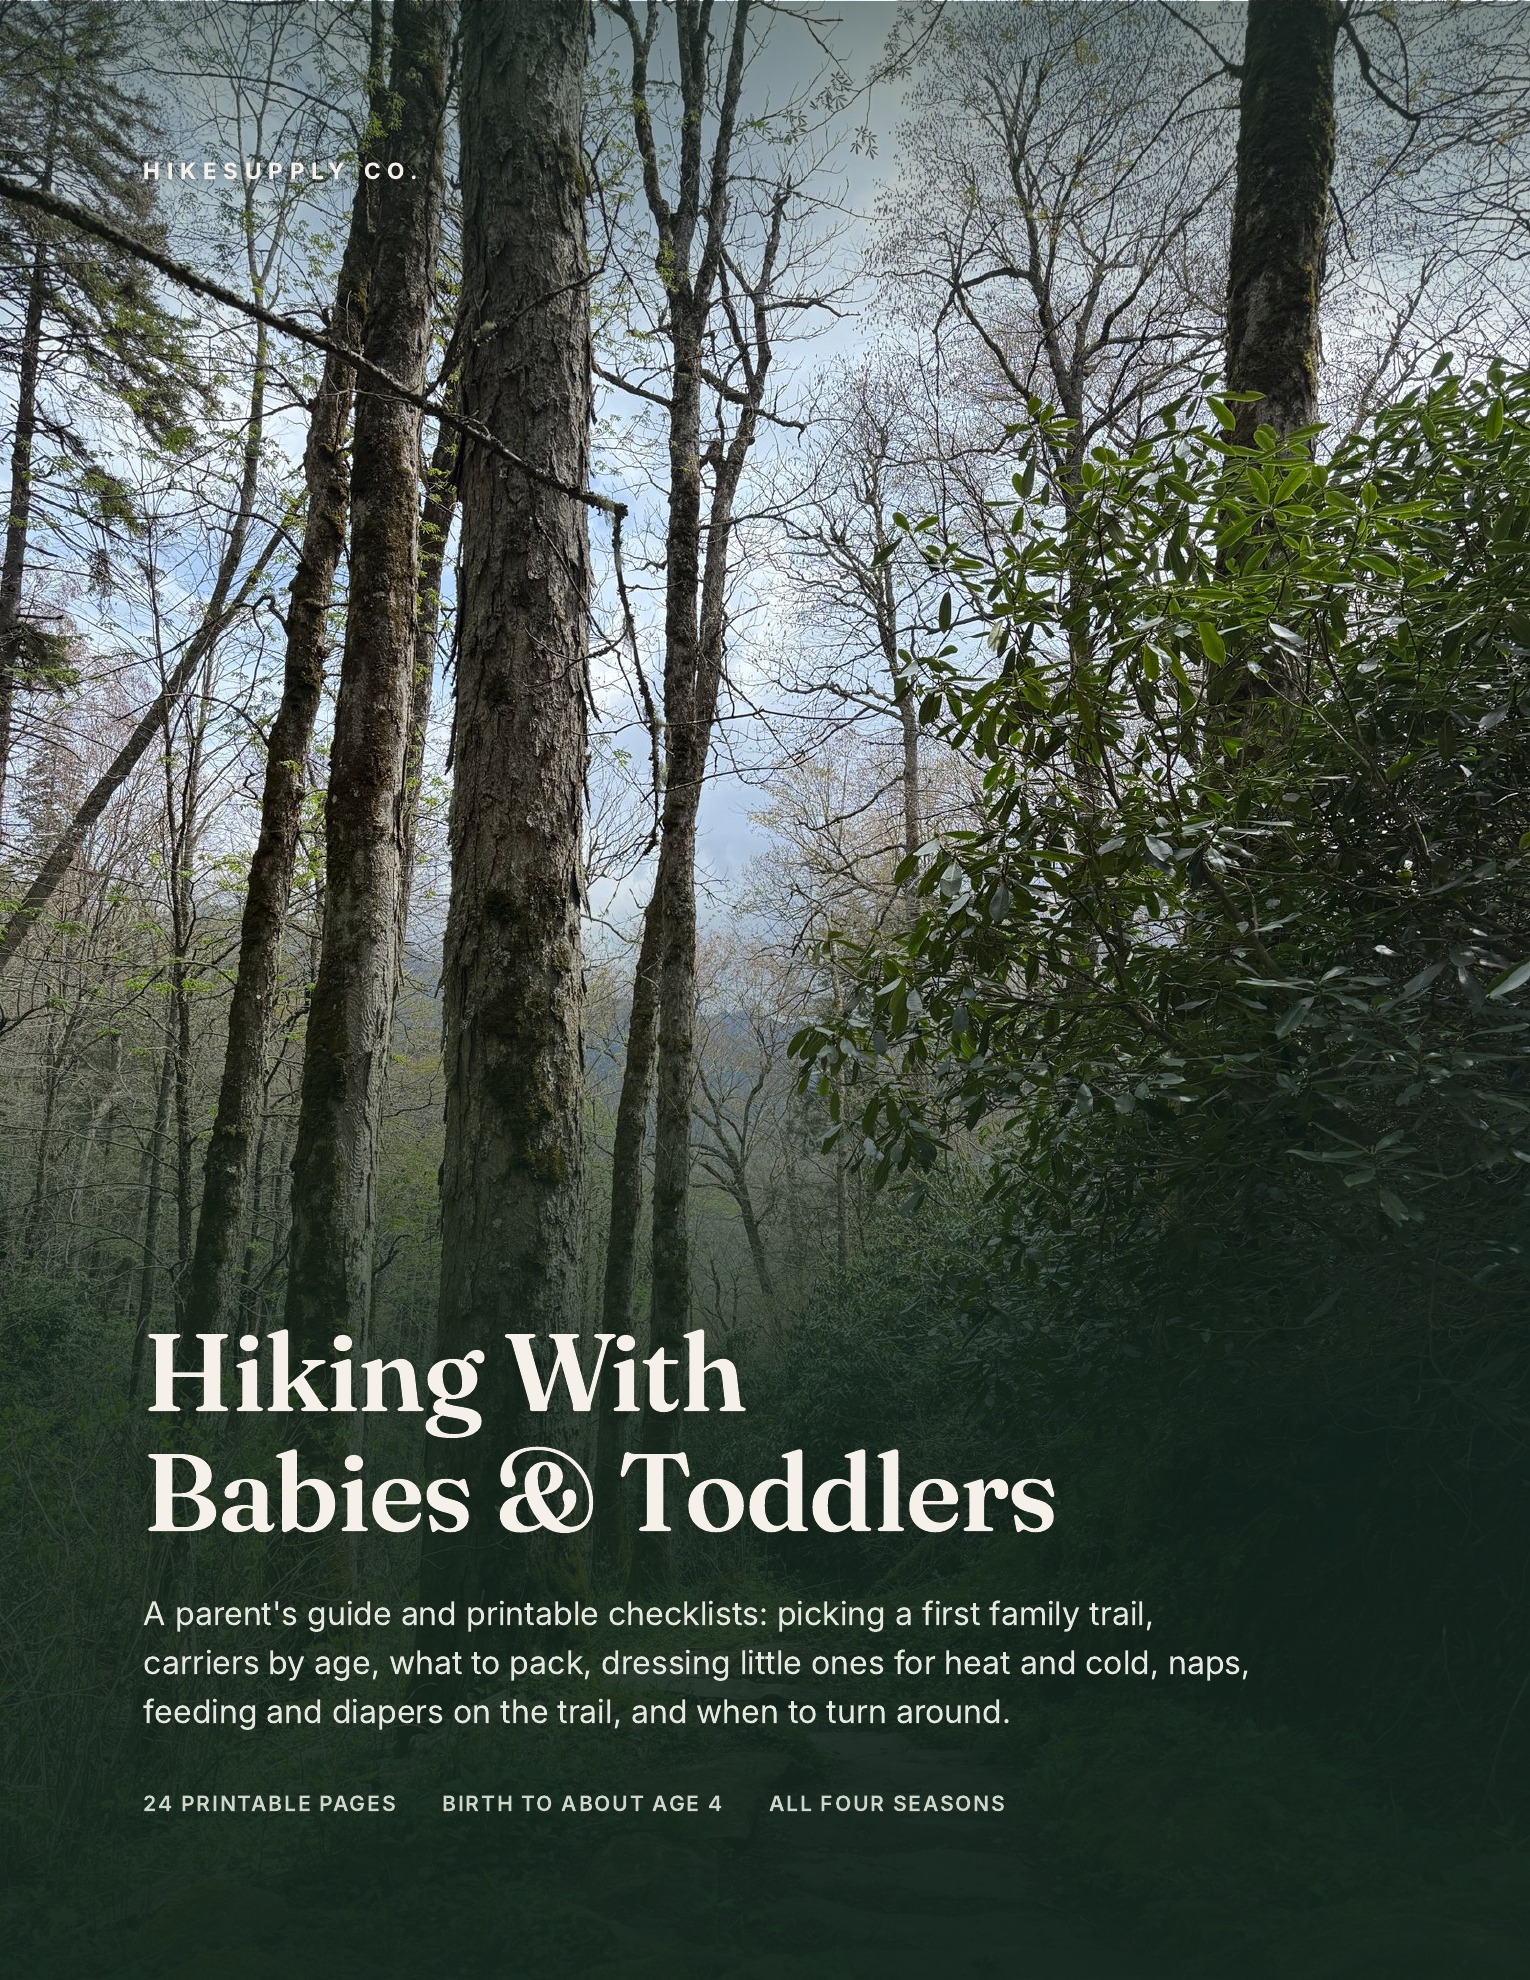 HIKESUPPLY CO.
Hiking With
Babies & Toddlers
A parent's guide and printable checklists: picking a first family trail,
carriers by age, what to pack, dressing little ones for heat and cold, naps,
feeding and diapers on the trail, and when to turn around.
24 PRINTABLE PAGES BIRTH TO ABOUT AGE 4 ALL FOUR SEASONS